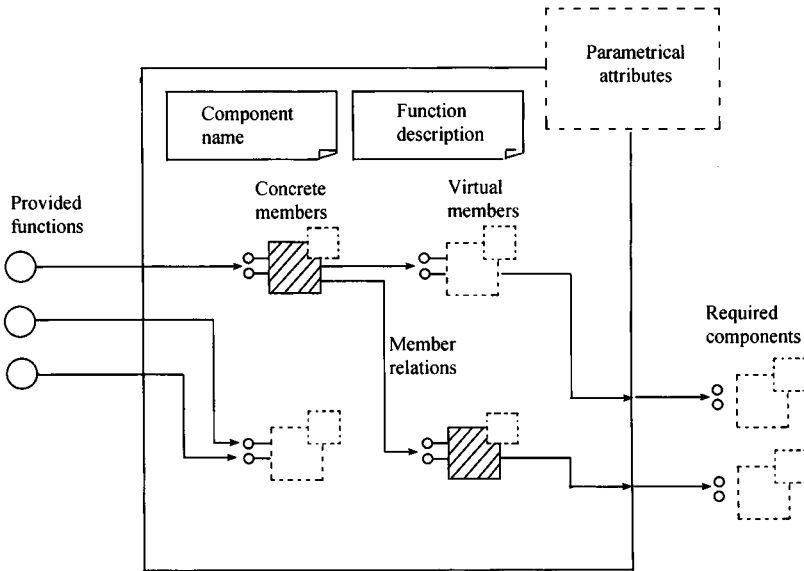 Parametrical
attributes
Component
name
Function
description
Provided
functions
Concrete
members
Virtual
members
Member
relations
Required
components